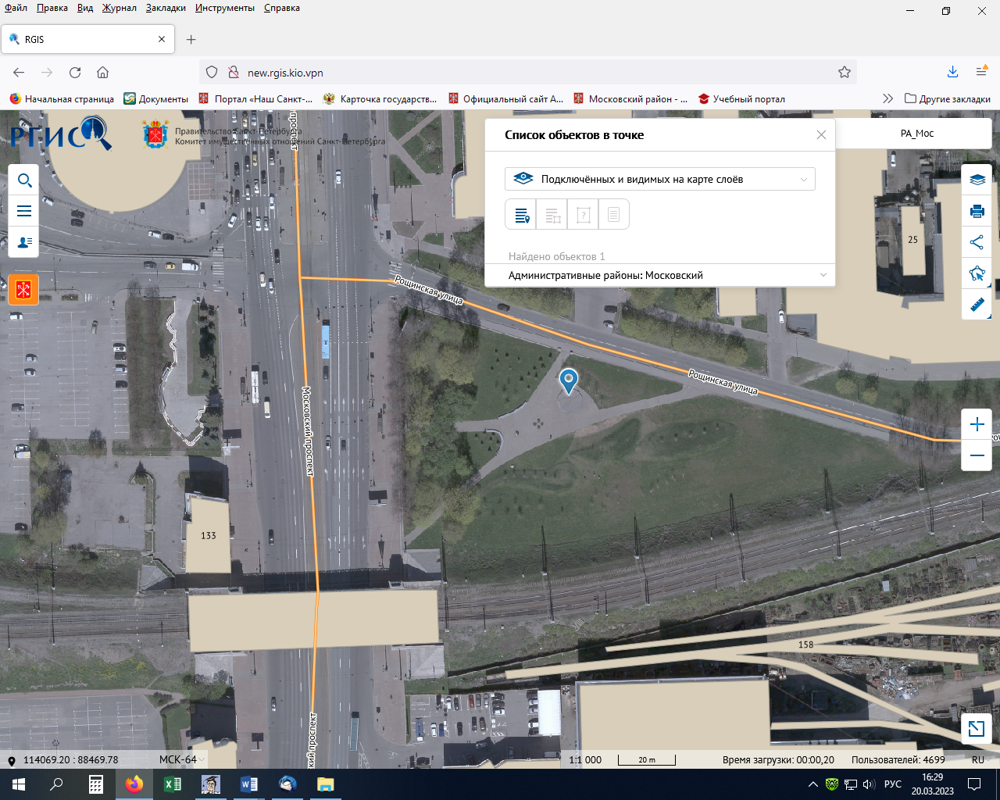 Файл Правка Вид Журнал Закладки Инструменты Справка
RGIS
new.rgis.kio.vpn
Начальная страница Документы Портал «Наш Санкт-... Карточка государств... Официальный сайт А... Московский район - ... Учебный портал Другие закладки
РГИС
Правительство Санкт-Петербурга
Комитет имущественных отношений Санкт-Петербурга
проспект
Список объектов в точке
РА_Мос
Подключённых и видимых на карте слоёв
Найдено объектов 1
Административные районы: Московский
25
Рощинская улица
Рощинская улица
Московский проспект
133
158
ский проспект
114069.20 : 88469.78 МСК-64 1:1 000 20 m Время загрузки: 00:00,20 Пользователей: 4699 RU
РУС
16:29
20.03.2023